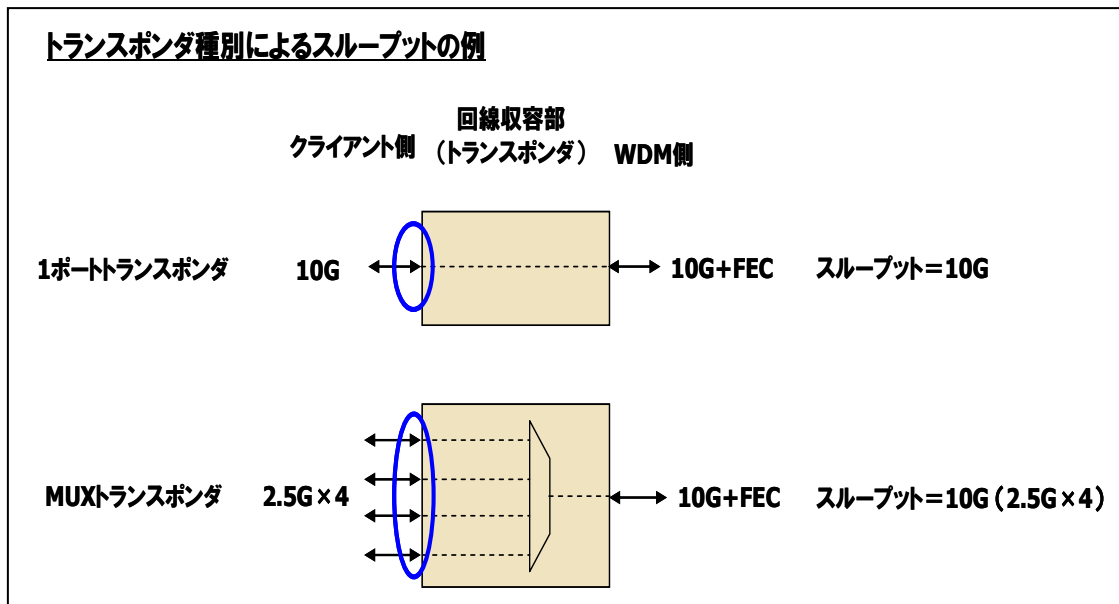 トランスポンダ種別によるスループットの例
回線収容部
クライアント側 (トランスポンダ) WDM側
1ポートトランスポンダ 10G 10G+FEC スループット=10G
MUXトランスポンダ 2.5G×4 10G+FEC スループット=10G(2.5G×4)